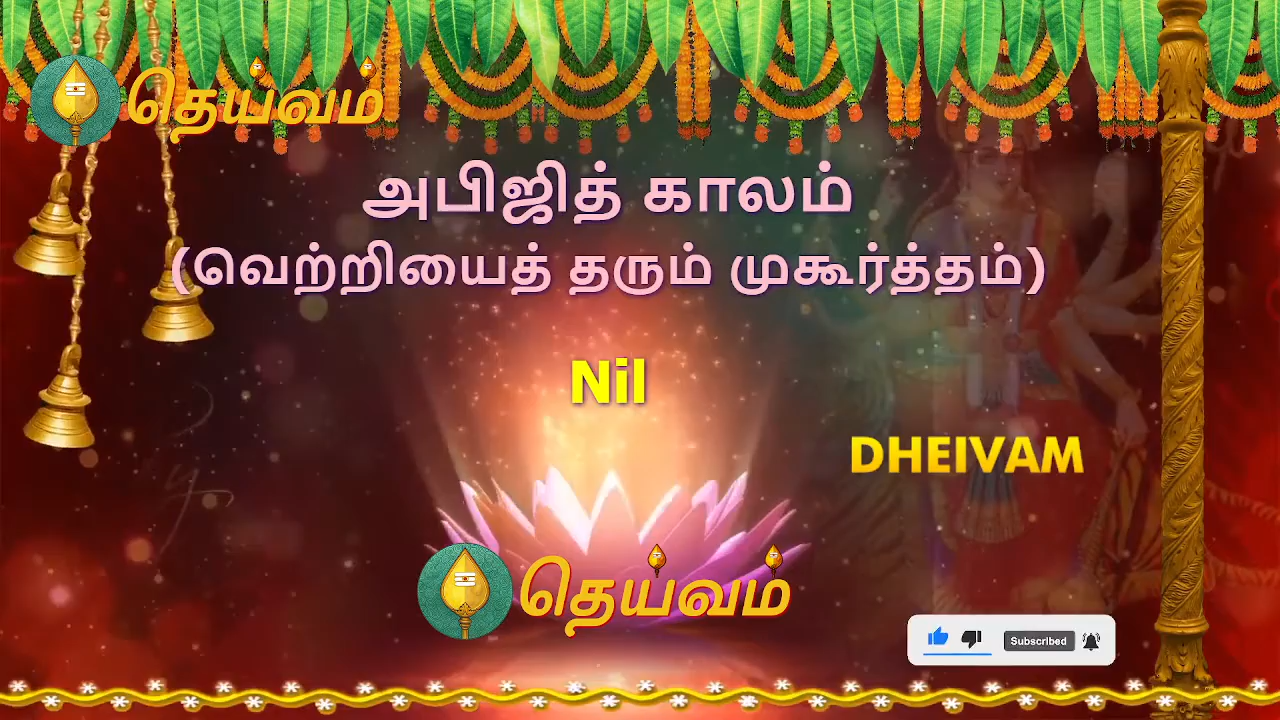 தெய்வம்
அபிஜித் காலம்
(வெற்றியைத் தரும் முகூர்த்தம்)
Nil
DHEIVAM
தெய்வம்
Subscribed